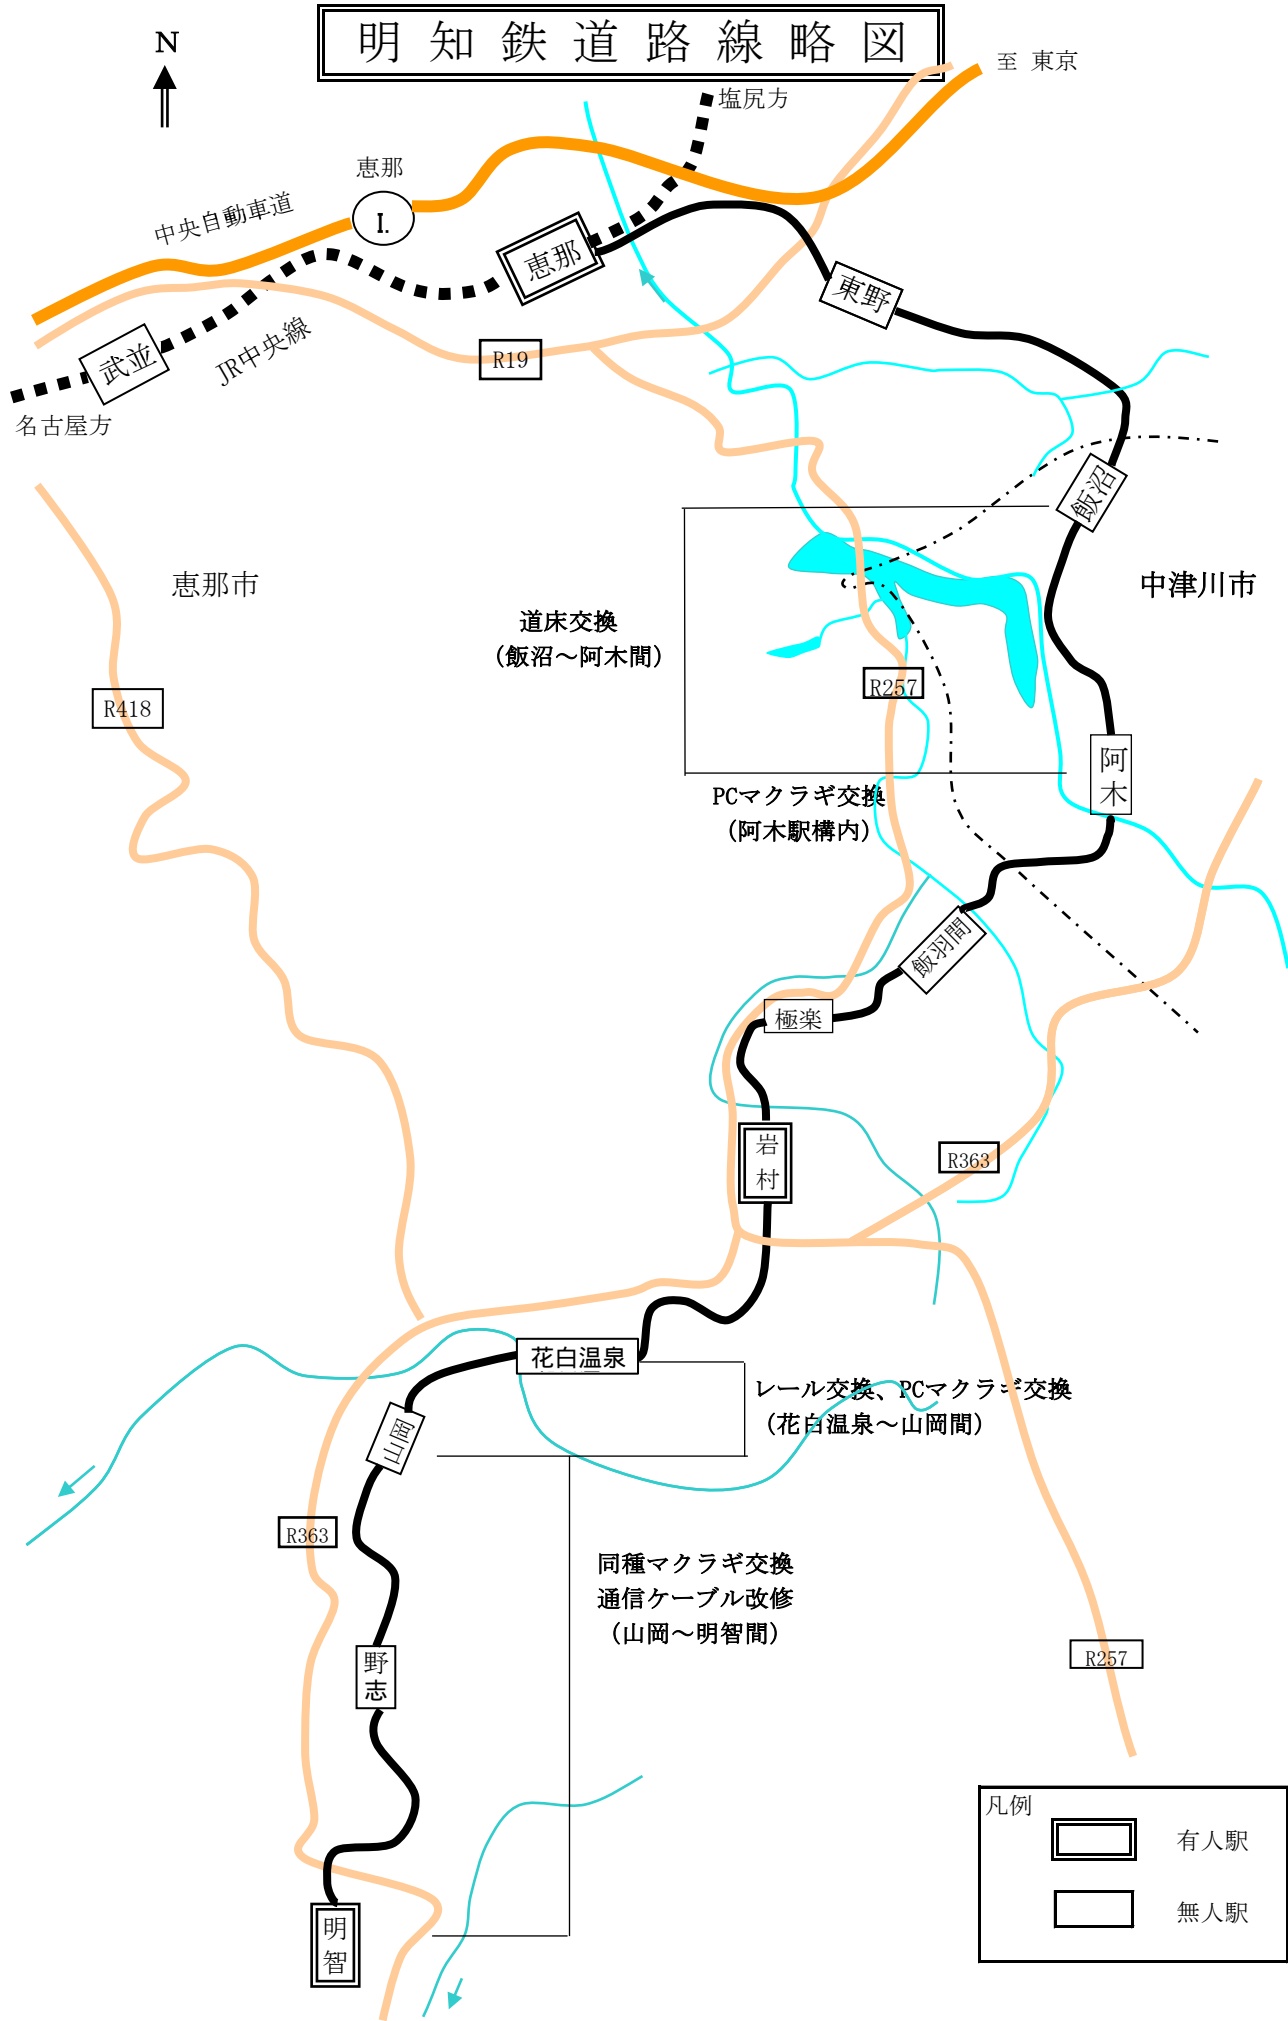 明知鉄道路線略図
N
至 東京
塩尻方
恵那
I.
中央自動車道
恵那
東野
武並
JR中央線
R19
名古屋方
飯沼
恵那市
中津川市
道床交換
(飯沼～阿木間)
R257
R418
阿木
PCマクラギ交換
(阿木駅構内)
飯羽間
極楽
岩村
R363
花白温泉
レール交換、PCマクラギ交換
(花白温泉～山岡間)
山岡
R363
同種マクラギ交換
通信ケーブル改修
(山岡～明智間)
野志
R257
凡例
有人駅
無人駅
明智